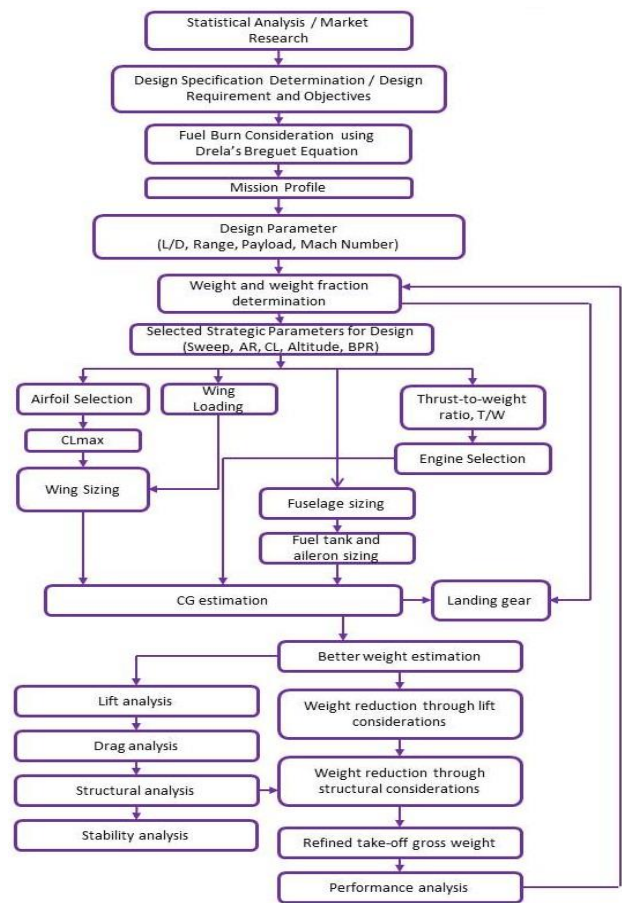 Statistical Analysis / Market
Research
Design Specification Determination / Design
Requirement and Objectives
Fuel Burn Consideration using
Drela's Breguet Equation
Mission Profile
Design Parameter
(L/D, Range, Payload, Mach Number)
Weight and weight fraction
determination
Selected Strategic Parameters for Design
(Sweep, AR, CL, Altitude, BPR)
Airfoil Selection
Wing
Loading
Thrust-to-weight
ratio, T/W
CLmax
Engine Selection
Wing Sizing
Fuselage sizing
Fuel tank and
aileron sizing
CG estimation
Landing gear
Better weight estimation
Lift analysis
Weight reduction through lift
considerations
Drag analysis
Structural analysis
Weight reduction through
structural considerations
Stability analysis
Refined take-off gross weight
Performance analysis